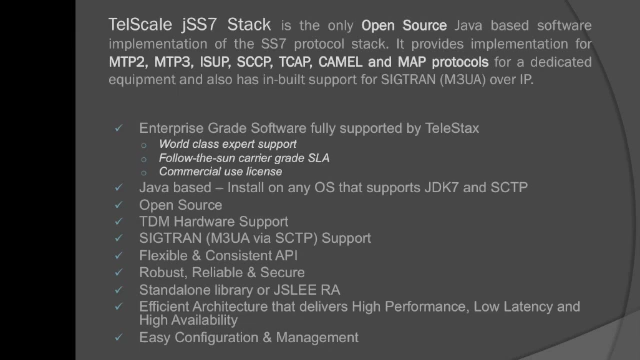 TelScale jSS7 Stack is the only Open Source Java based software
implementation of the SS7 protocol stack. It provides implementation for
MTP2, MTP3, ISUP, SCCP, TCAP, CAMEL and MAP protocols for a dedicated
equipment and also has in-built support for SIGTRAN (M3UA) over IP.
✓ Enterprise Grade Software fully supported by TeleStax
○ World class expert support
○ Follow-the-sun carrier grade SLA
○ Commercial use license
✓ Java based – Install on any OS that supports JDK7 and SCTP
✓ Open Source
✓ TDM Hardware Support
✓ SIGTRAN (M3UA via SCTP) Support
✓ Flexible & Consistent API
✓ Robust, Reliable & Secure
✓ Standalone library or JSLEE RA
✓ Efficient Architecture that delivers High Performance, Low Latency and
High Availability
✓ Easy Configuration & Management